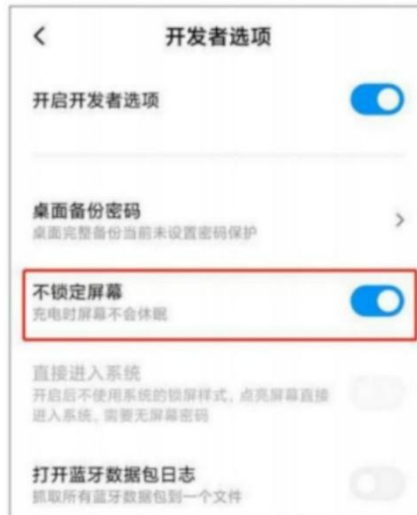 开发者选项
开启开发者选项
桌面备份密码
桌面完整备份当前未设置密码保护
不锁定屏幕
充电时屏幕不会休眠
直接进入系统
开启后不使用系统的锁屏样式，点亮屏幕直接
进入系统，需要无屏幕密码
打开蓝牙数据包日志
抓取所有蓝牙数据包到一个文件